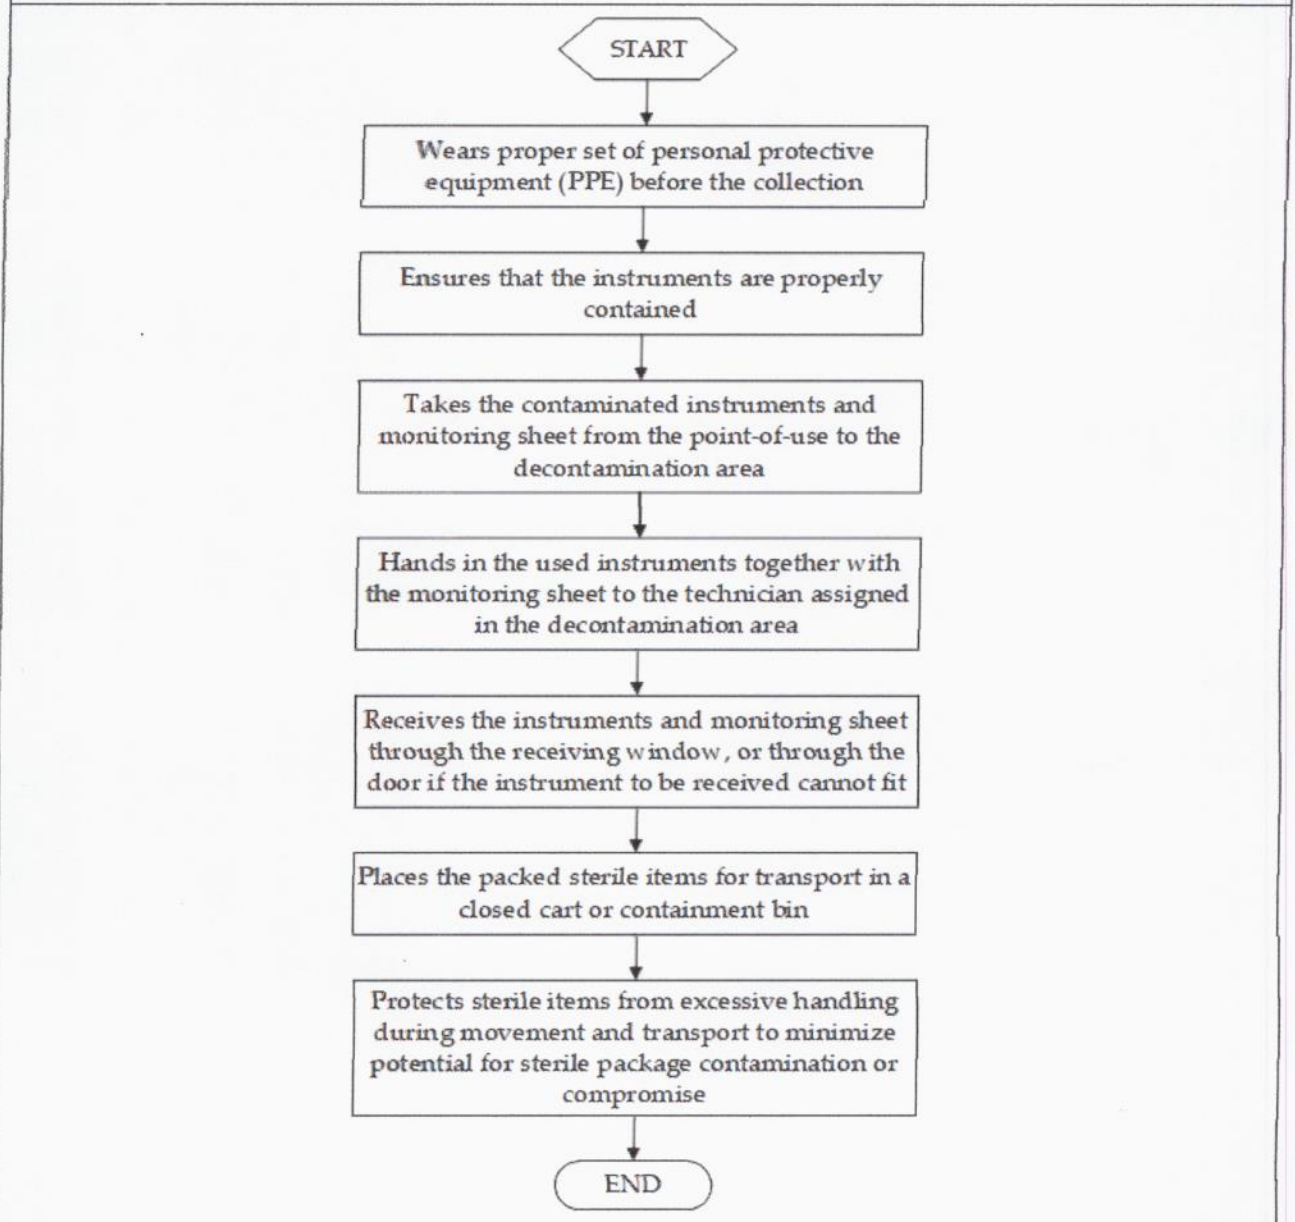 START
Wears proper set of personal protective
equipment (PPE) before the collection
Ensures that the instruments are properly
contained
Takes the contaminated instruments and
monitoring sheet from the point-of-use to the
decontamination area
Hands in the used instruments together with
the monitoring sheet to the technician assigned
in the decontamination area
Receives the instruments and monitoring sheet
through the receiving window, or through the
door if the instrument to be received cannot fit
Places the packed sterile items for transport in a
closed cart or containment bin
Protects sterile items from excessive handling
during movement and transport to minimize
potential for sterile package contamination or
compromise
END